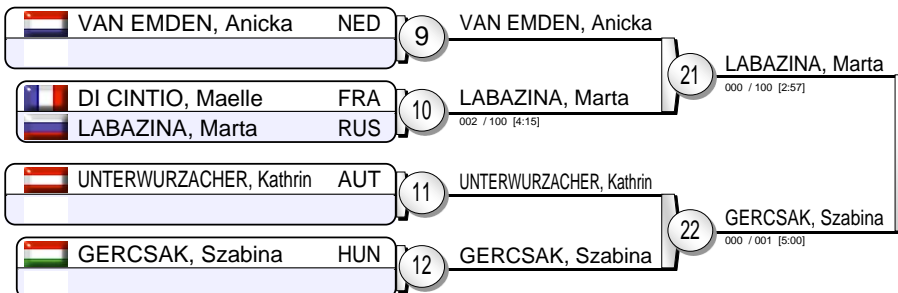 VAN EMDEN, Anicka NED
9
VAN EMDEN, Anicka
DI CINTIO, Maelle FRA
LABAZINA, Marta RUS
10
LABAZINA, Marta
002 / 100 [4:15]
21
LABAZINA, Marta
000 / 100 [2:57]
UNTERWURZACHER, Kathrin AUT
11
UNTERWURZACHER, Kathrin
GERCSAK, Szabina HUN
12
GERCSAK, Szabina
22
GERCSAK, Szabina
000 / 001 [5:00]